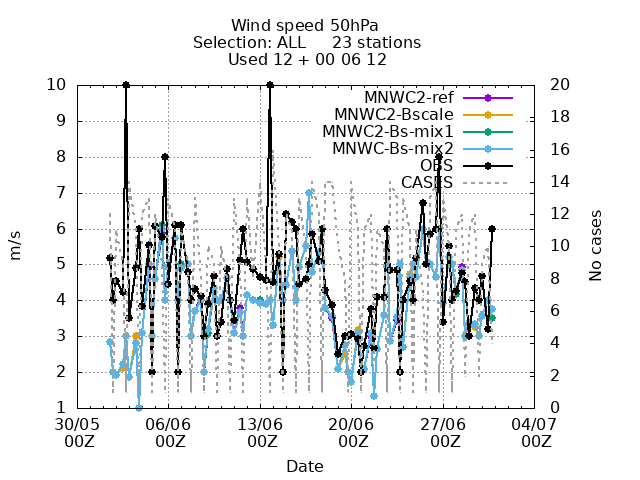 Wind speed 50hPa
Selection: ALL 23 stations
Used 12 + 00 06 12
MNWC2-ref
MNWC2-Bscale
MNWC2-Bs-mix1
MNWC-Bs-mix2
OBS
CASES
m/s
10
9
8
7
6
5
4
3
2
1
No cases
20
18
16
14
12
10
8
6
4
2
0
30/05 06/06 13/06 20/06 27/06 04/07
00Z 00Z 00Z 00Z 00Z 00Z
Date